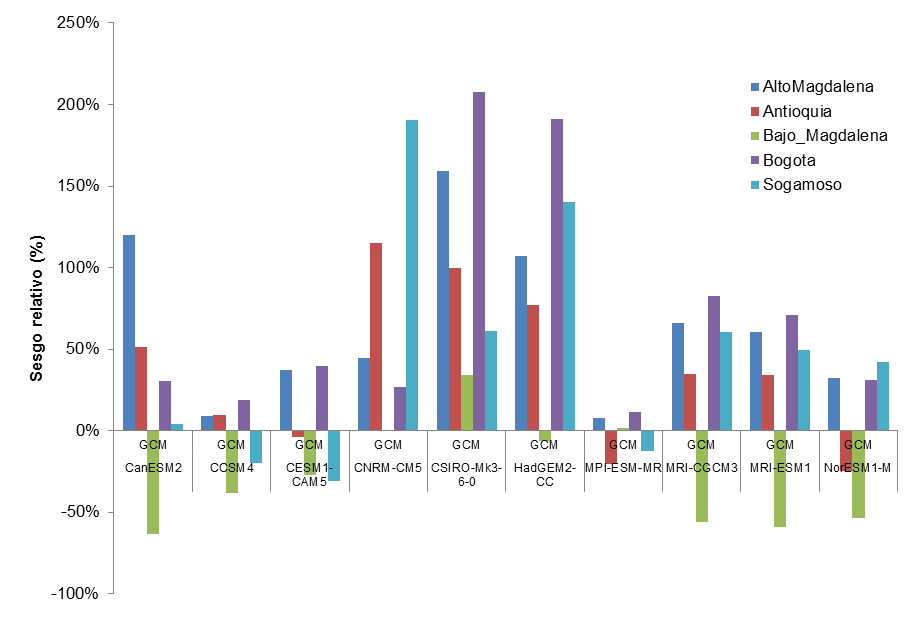 250%
200%
150%
100%
50%
0%
-50%
-100%
Sesgo relativo (%)
AltoMagdalena
Antioquia
Bajo_Magdalena
Bogota
Sogamoso
GCM GCM GCM GCM GCM GCM GCM GCM GCM GCM
CanESM2 CCSM4 CESM1- CNRM-CM5 CSIRO-Mk3- HadGEM2- MPI-ESM-MR MRI-CGCM3 MRI-ESM1 NorESM1-M
CAM5 6-0 CC